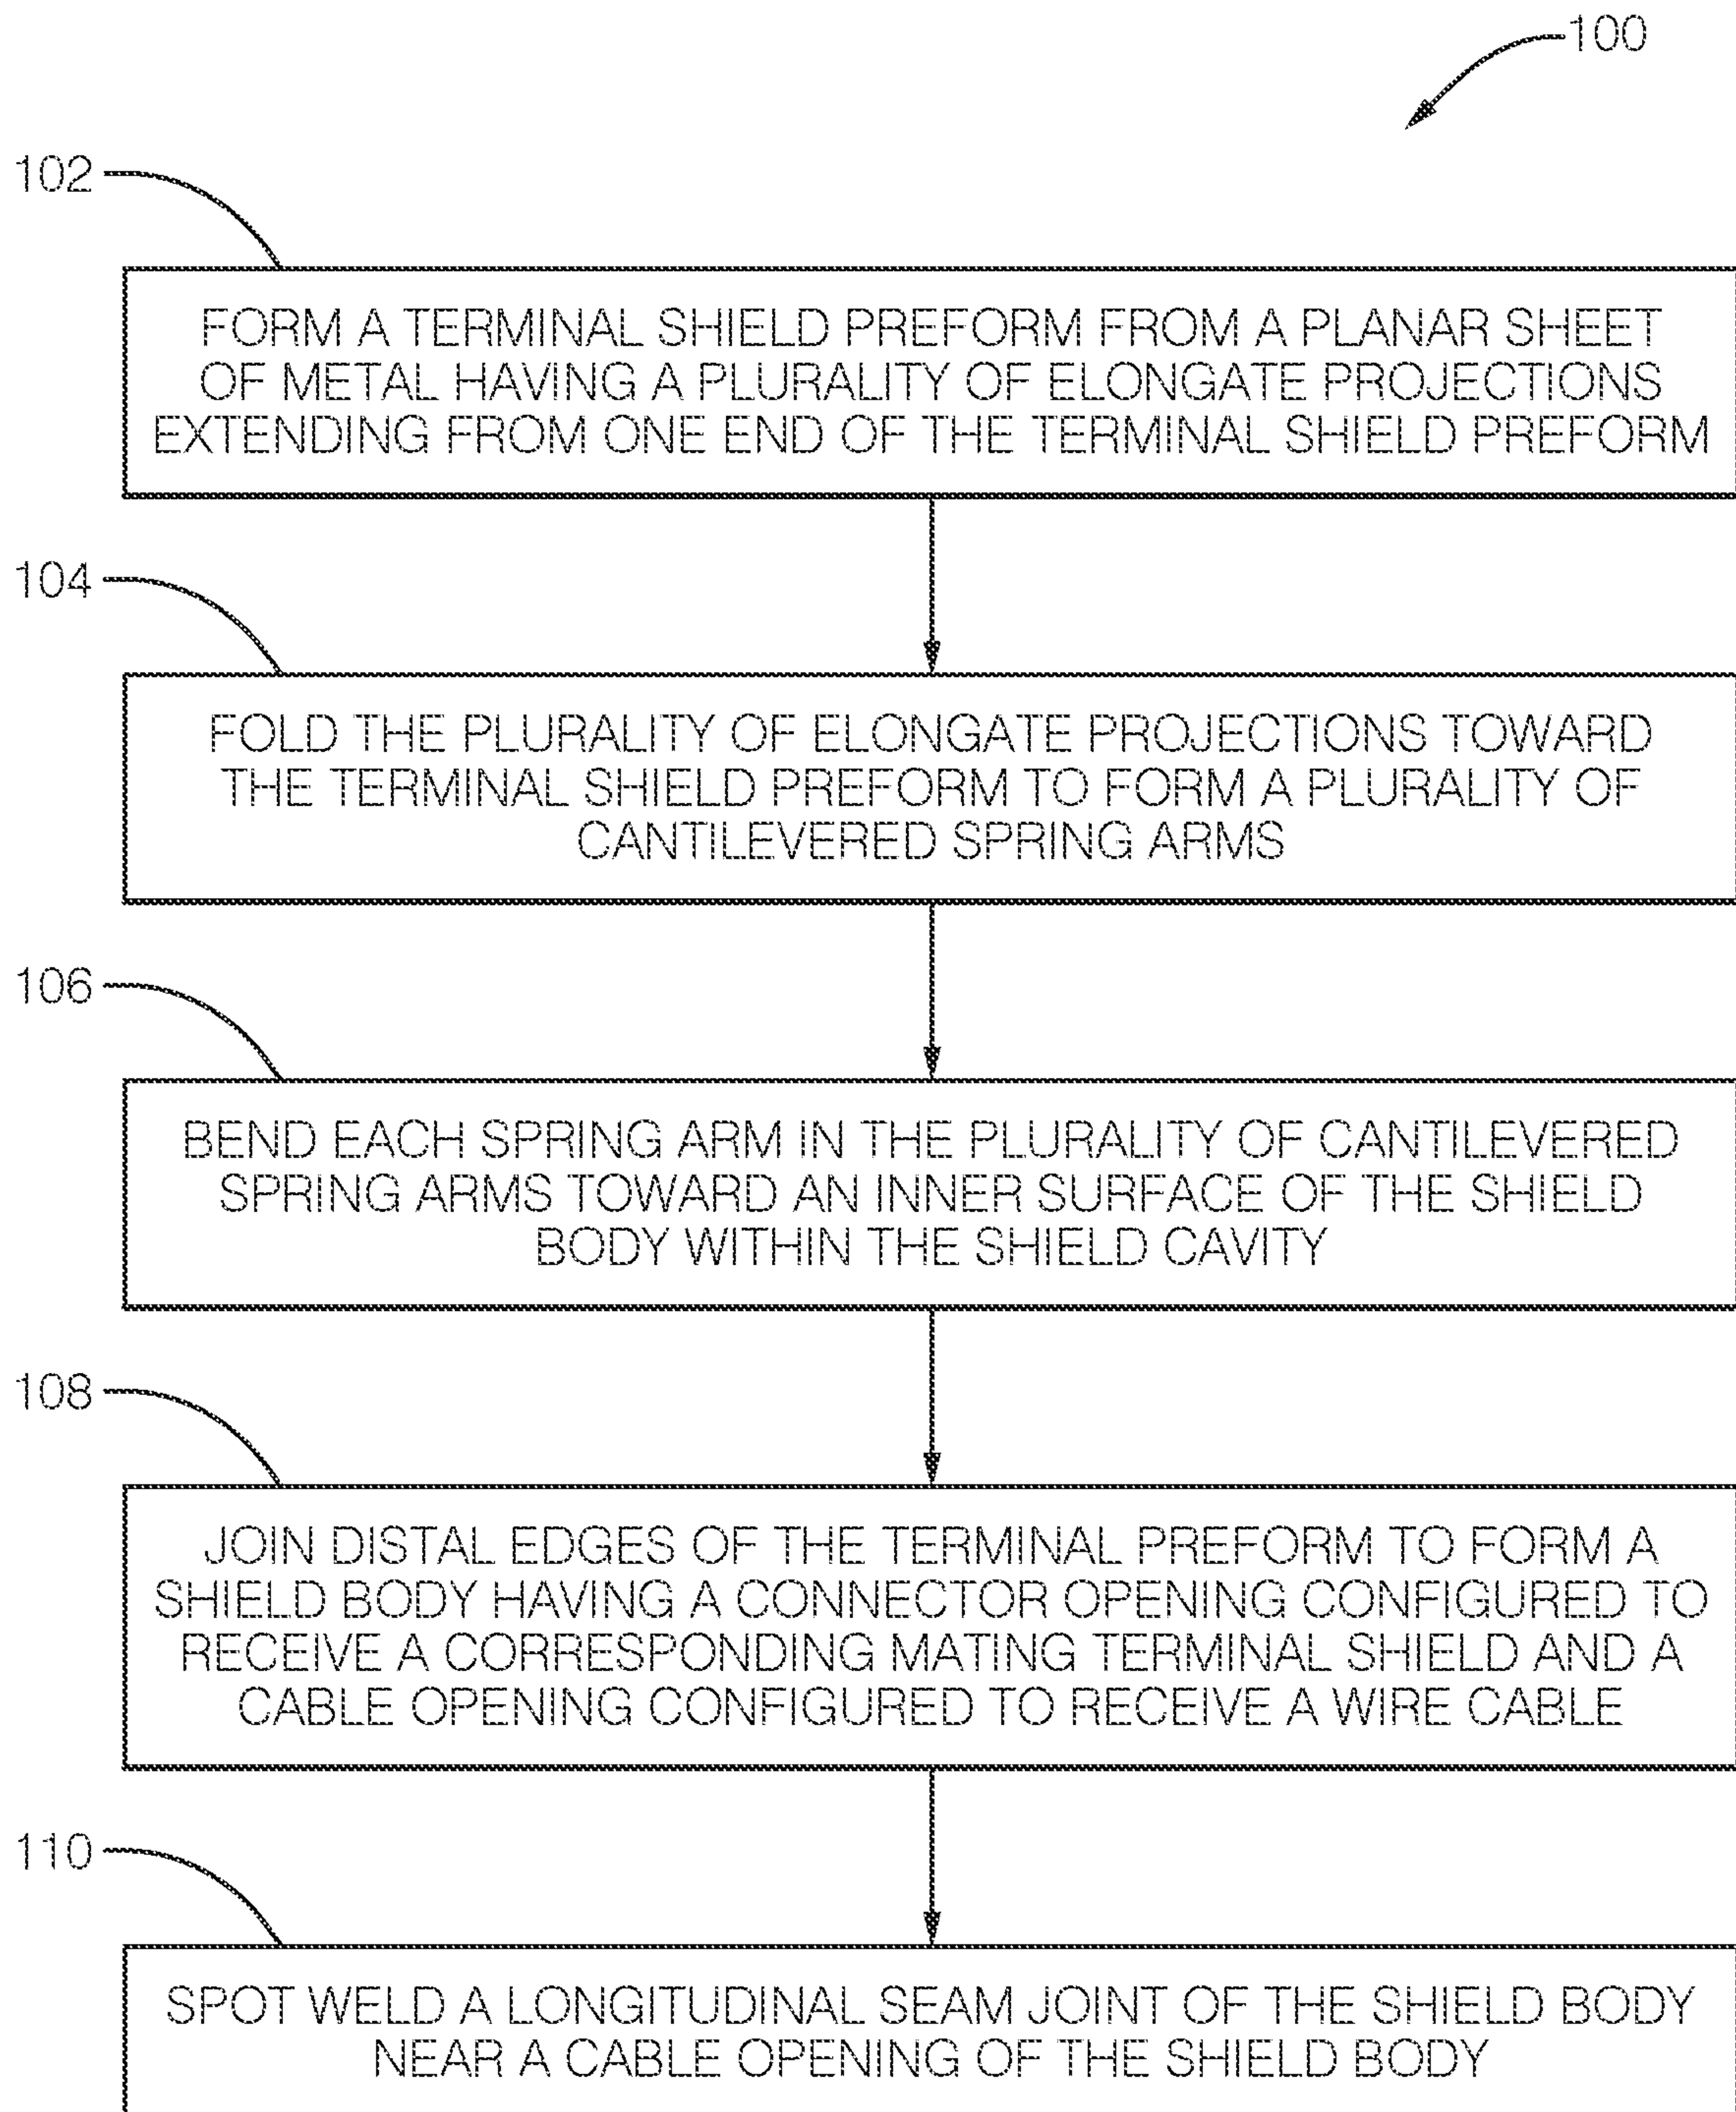 100
102
FORM A TERMINAL SHIELD PREFORM FROM A PLANAR SHEET
OF METAL HAVING A PLURALITY OF ELONGATE PROJECTIONS
EXTENDING FROM ONE END OF THE TERMINAL SHIELD PREFORM
104
FOLD THE PLURALITY OF ELONGATE PROJECTIONS TOWARD
THE TERMINAL SHIELD PREFORM TO FORM A PLURALITY OF
CANTILEVERED SPRING ARMS
106
BEND EACH SPRING ARM IN THE PLURALITY OF CANTILEVERED
SPRING ARMS TOWARD AN INNER SURFACE OF THE SHIELD
BODY WITHIN THE SHIELD CAVITY
108
JOIN DISTAL EDGES OF THE TERMINAL PREFORM TO FORM A
SHIELD BODY HAVING A CONNECTOR OPENING CONFIGURED TO
RECEIVE A CORRESPONDING MATING TERMINAL SHIELD AND A
CABLE OPENING CONFIGURED TO RECEIVE A WIRE CABLE
110
SPOT WELD A LONGITUDINAL SEAM JOINT OF THE SHIELD BODY
NEAR A CABLE OPENING OF THE SHIELD BODY